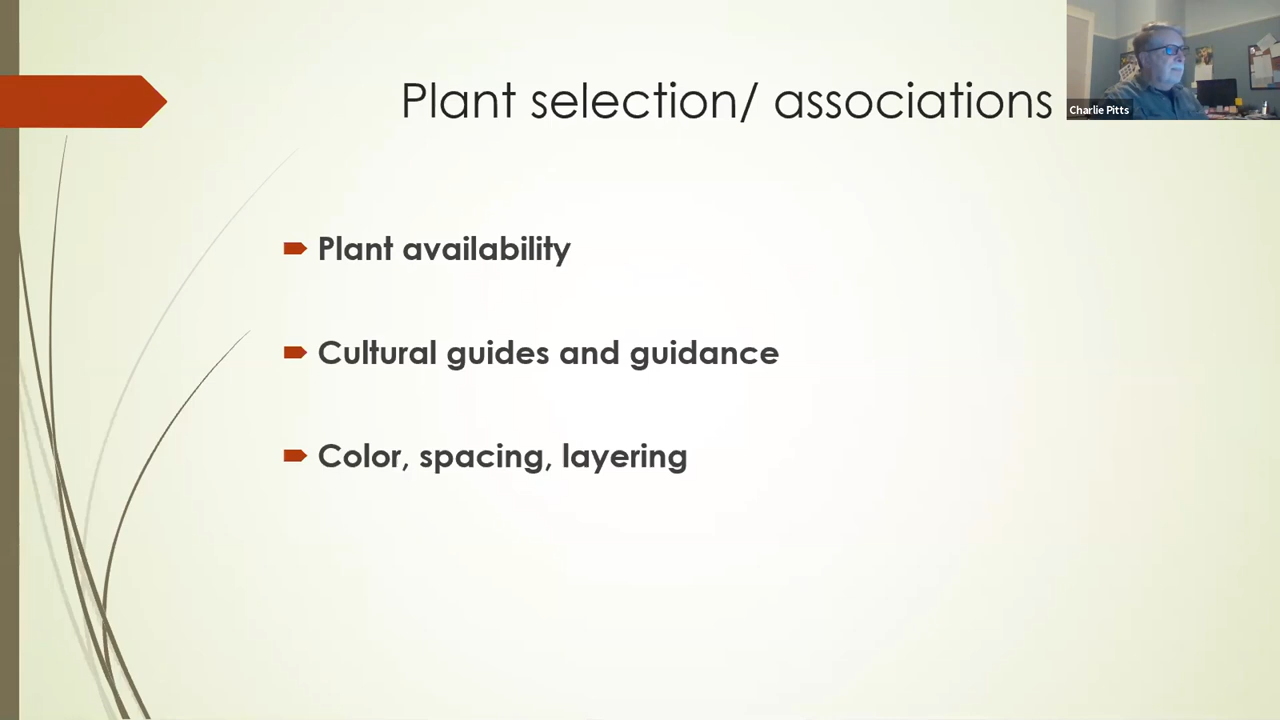 Plant selection/ associations
Charlie Pitts
Plant availability
Cultural guides and guidance
Color, spacing, layering